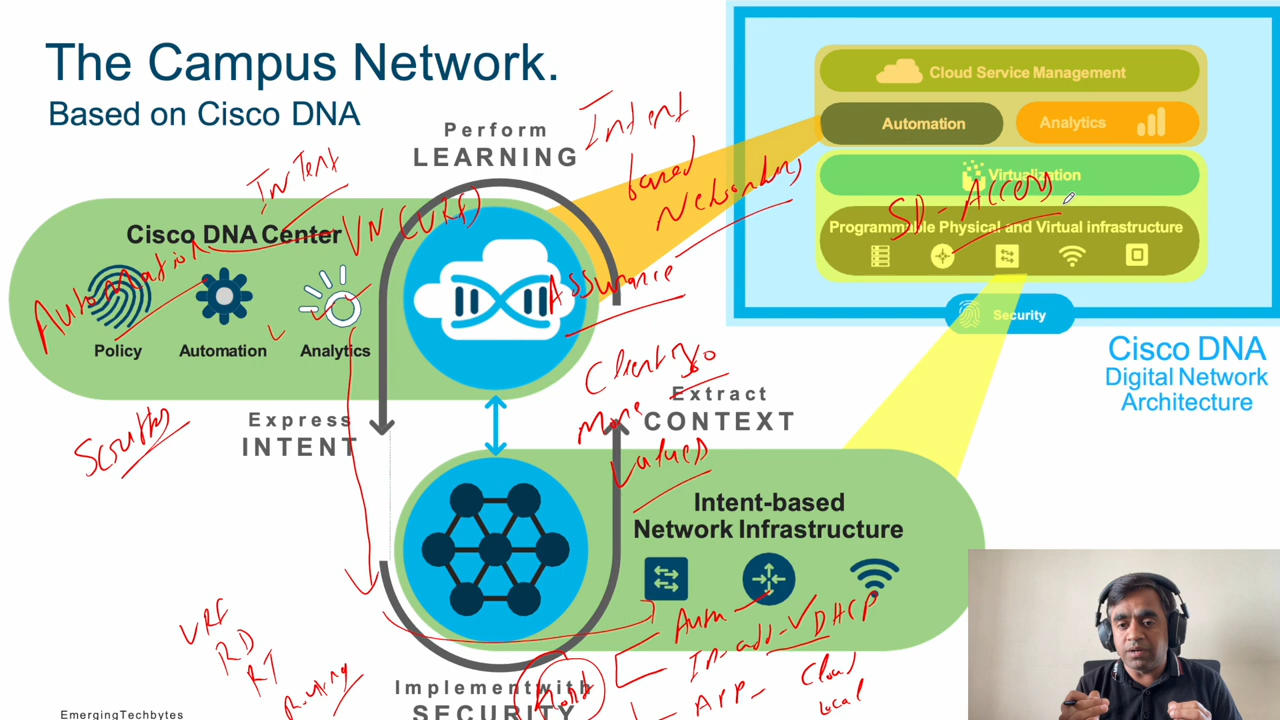 The Campus Network.
Based on Cisco DNA
Perform
LEARNING
Intent
based
Networking
Intent
Cisco DNA Center
Automation
VN (VRF)
Assurance
Policy
Automation
Analytics
Express
INTENT
Client 360
More
Values
Extract
CONTEXT
Cloud Service Management
Automation
Analytics
Virtualization
SD-Access
Programmable Physical and Virtual infrastructure
Security
Cisco DNA
Digital Network
Architecture
Intent-based
Network Infrastructure
VRF
RD
RT
Routing
DHCP
APP -
Cloud
Local
Implement with
SECURITY
EmergingTechbytes